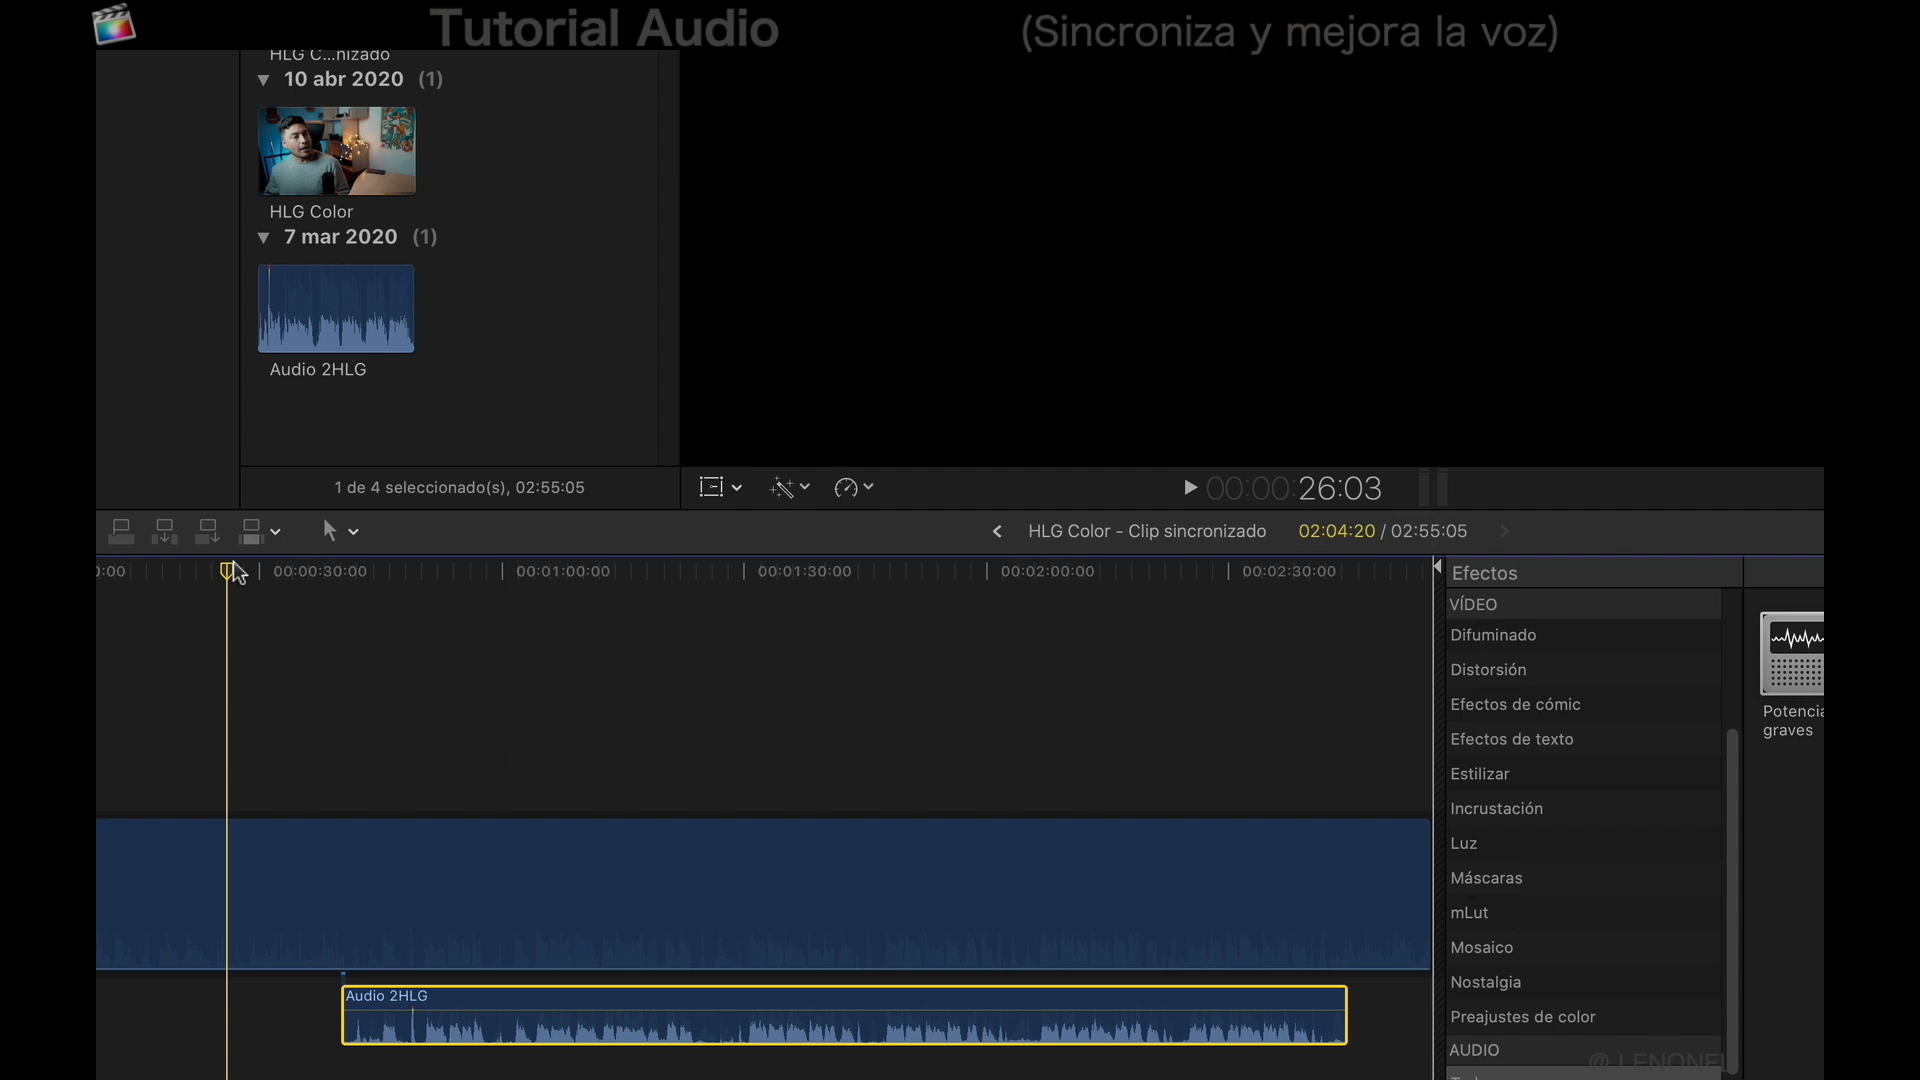 Tutorial Audio
(Sincroniza y mejora la voz)
HLG C...nizado
10 abr 2020 (1)
HLG Color
7 mar 2020 (1)
Audio 2HLG
1 de 4 seleccionado(s), 02:55:05
00:00:26:03
HLG Color - Clip sincronizado
02:04:20 / 02:55:05
0:00
00:00:30:00
00:01:00:00
00:01:30:00
00:02:00:00
00:02:30:00
Audio 2HLG
Efectos
VÍDEO
Difuminado
Distorsión
Efectos de cómic
Efectos de texto
Estilizar
Incrustación
Luz
Máscaras
mLut
Mosaico
Nostalgia
Preajustes de color
AUDIO
Potencia
graves